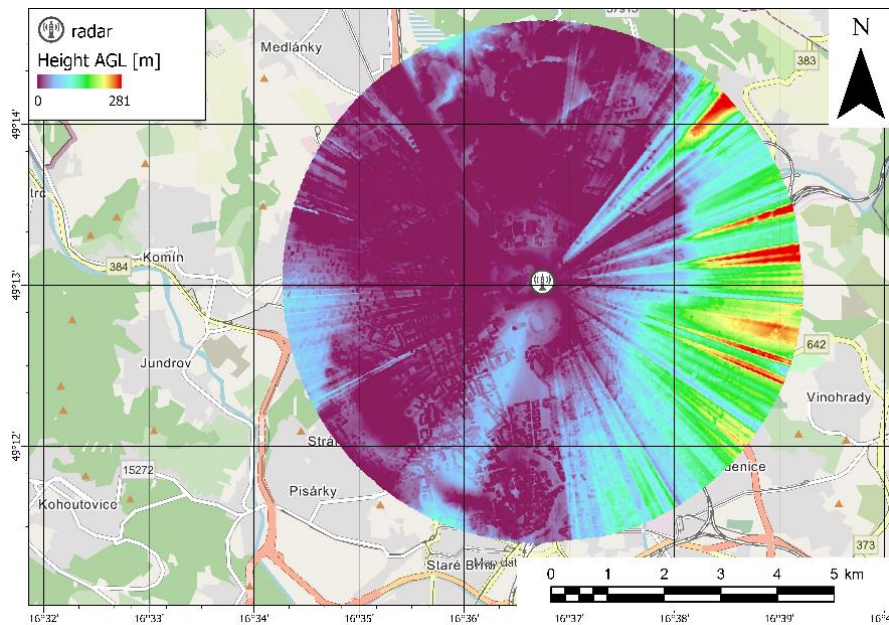 radar
Height AGL [m]
0 281
Medlánky
383
N
49°14'
384
Komín
49°13'
642
Jundrov
Vinohrady
49°12'
15272
Pisárky
Kohoutovice
Staré
373
0 1 2 3 4 5 km
16°32' 16°33' 16°34' 16°35' 16°36' 16°37' 16°38' 16°39'